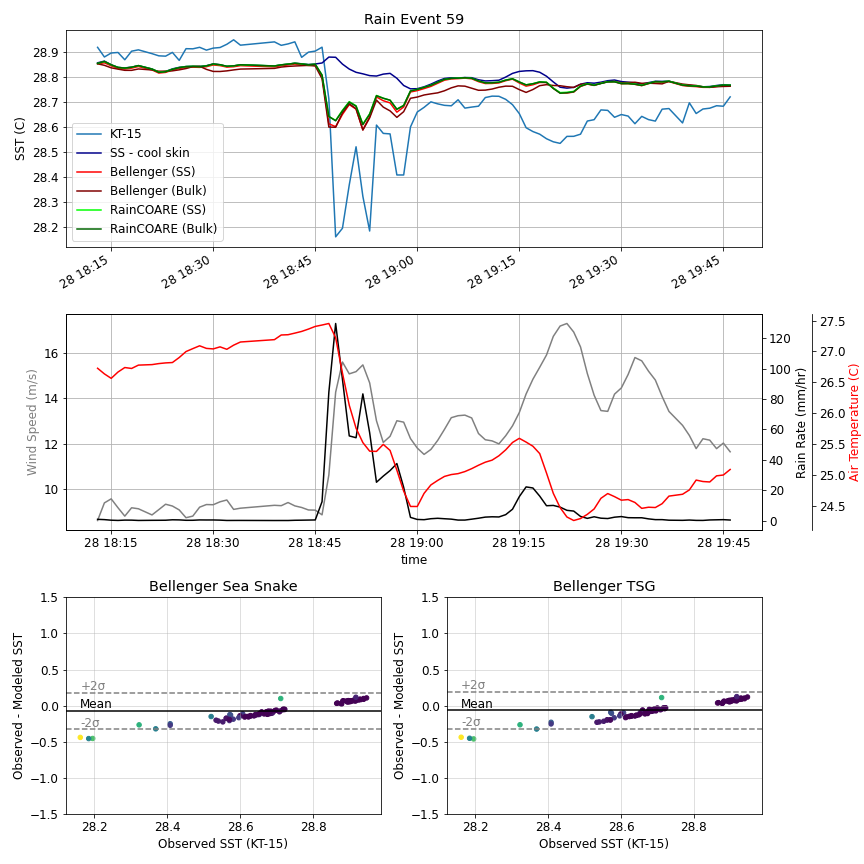 Rain Event 59
SST (C)
28.9
28.8
28.7
28.6
28.5
28.4
28.3
28.2
KT-15
SS - cool skin
Bellenger (SS)
Bellenger (Bulk)
RainCOARE (SS)
RainCOARE (Bulk)
28 18:15
28 18:30
28 18:45
28 19:00
28 19:15
28 19:30
28 19:45
Wind Speed (m/s)
16
14
12
10
120
100
80
60
40
20
0
Rain Rate (mm/hr)
27.5
27.0
26.5
26.0
25.5
25.0
24.5
Air Temperature (C)
28 18:15
28 18:30
28 18:45
28 19:00
28 19:15
28 19:30
28 19:45
time
Bellenger Sea Snake
Observed - Modeled SST
1.5
1.0
0.5
0.0
−0.5
−1.0
−1.5
+2σ
Mean
-2σ
28.2
28.4
28.6
28.8
Observed SST (KT-15)
Bellenger TSG
Observed - Modeled SST
1.5
1.0
0.5
0.0
−0.5
−1.0
−1.5
+2σ
Mean
-2σ
28.2
28.4
28.6
28.8
Observed SST (KT-15)